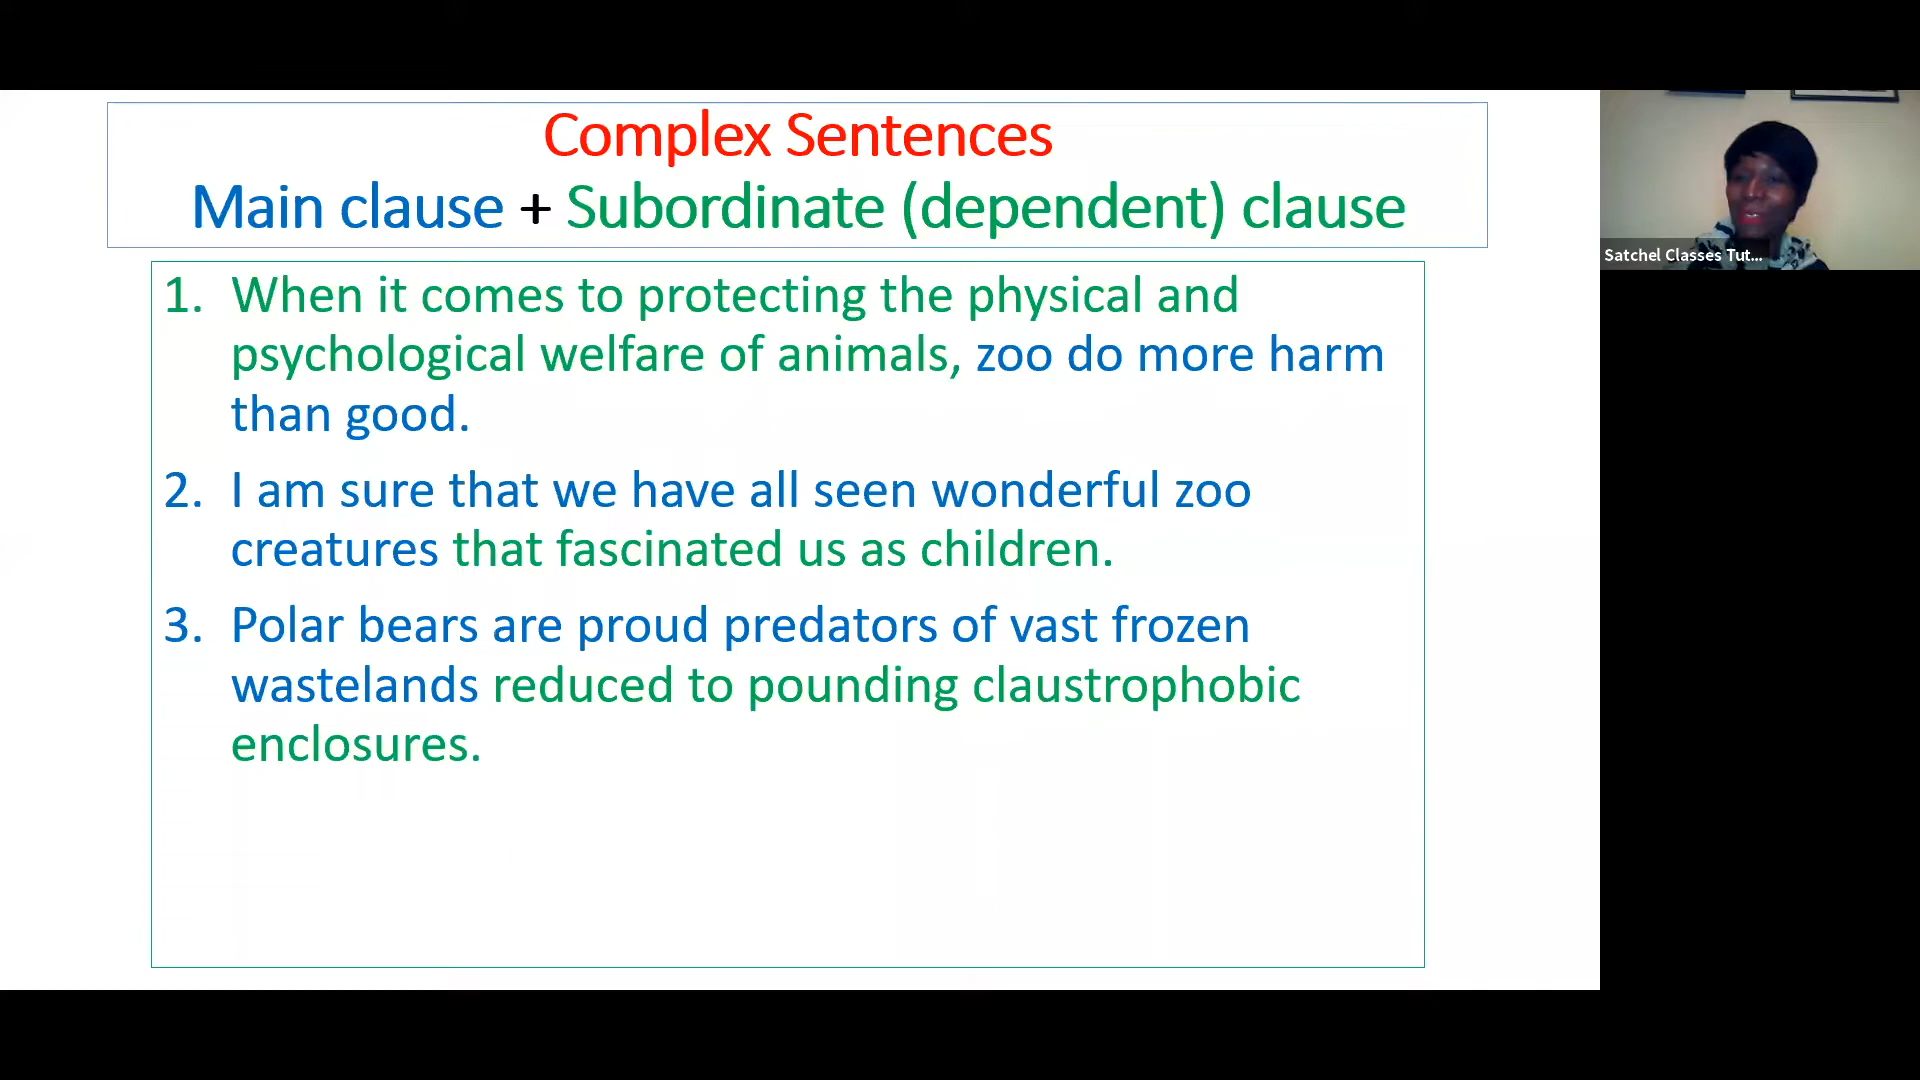 Complex Sentences
Main clause + Subordinate (dependent) clause
1. When it comes to protecting the physical and
psychological welfare of animals, zoo do more harm
than good.
2. I am sure that we have all seen wonderful zoo
creatures that fascinated us as children.
3. Polar bears are proud predators of vast frozen
wastelands reduced to pounding claustrophobic
enclosures.
Satchel Classes Tut...